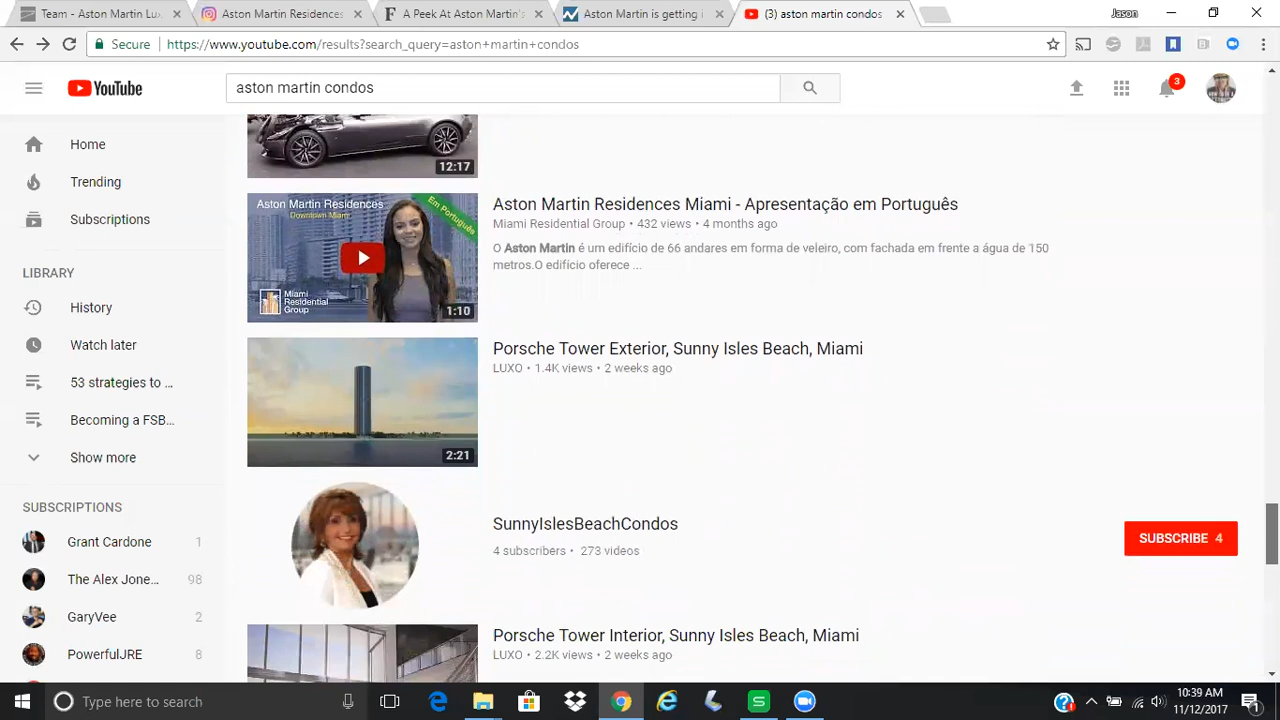 Team - Aston Martin Lux
Aston Martin Residences
A Peek At Aston Martin's
Aston Martin is getting i
(3) aston martin condos
Jason
Secure
https://www.youtube.com/results?search_query=aston+martin+condos
YouTube
aston martin condos
3
Home
Trending
Subscriptions
LIBRARY
History
Watch later
53 strategies to ...
Becoming a FSB...
Show more
SUBSCRIPTIONS
Grant Cardone 1
The Alex Jone... 98
GaryVee 2
PowerfulJRE 8
12:17
Aston Martin Residences
Downtown Miami
Em Português
Miami
Residential
Group
1:10
Aston Martin Residences Miami - Apresentação em Português
Miami Residential Group • 432 views • 4 months ago
O Aston Martin é um edifício de 66 andares em forma de veleiro, com fachada em frente a água de 150
metros.O edifício oferece ...
2:21
Porsche Tower Exterior, Sunny Isles Beach, Miami
LUXO • 1.4K views • 2 weeks ago
SunnyIslesBeachCondos
4 subscribers • 273 videos
SUBSCRIBE 4
Porsche Tower Interior, Sunny Isles Beach, Miami
LUXO • 2.2K views • 2 weeks ago
Type here to search
10:39 AM
11/12/2017
1